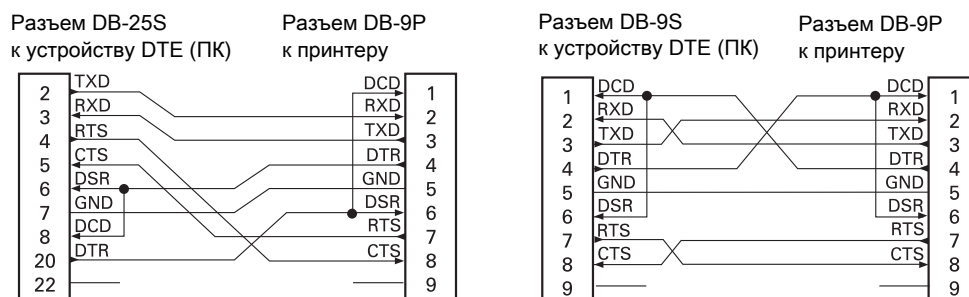 Разъем DB-25S
к устройству DTE (ПК)
Разъем DB-9P
к принтеру
2 TXD DCD 1
3 RXD RXD 2
4 RTS TXD 3
5 CTS DTR 4
6 DSR GND 5
7 GND DSR 6
8 DCD RTS 7
20 DTR CTS 8
22 9
Разъем DB-9S
к устройству DTE (ПК)
Разъем DB-9P
к принтеру
1 DCD DCD 1
2 RXD RXD 2
3 TXD TXD 3
4 DTR DTR 4
5 GND GND 5
6 DSR DSR 6
7 RTS RTS 7
8 CTS CTS 8
9 9